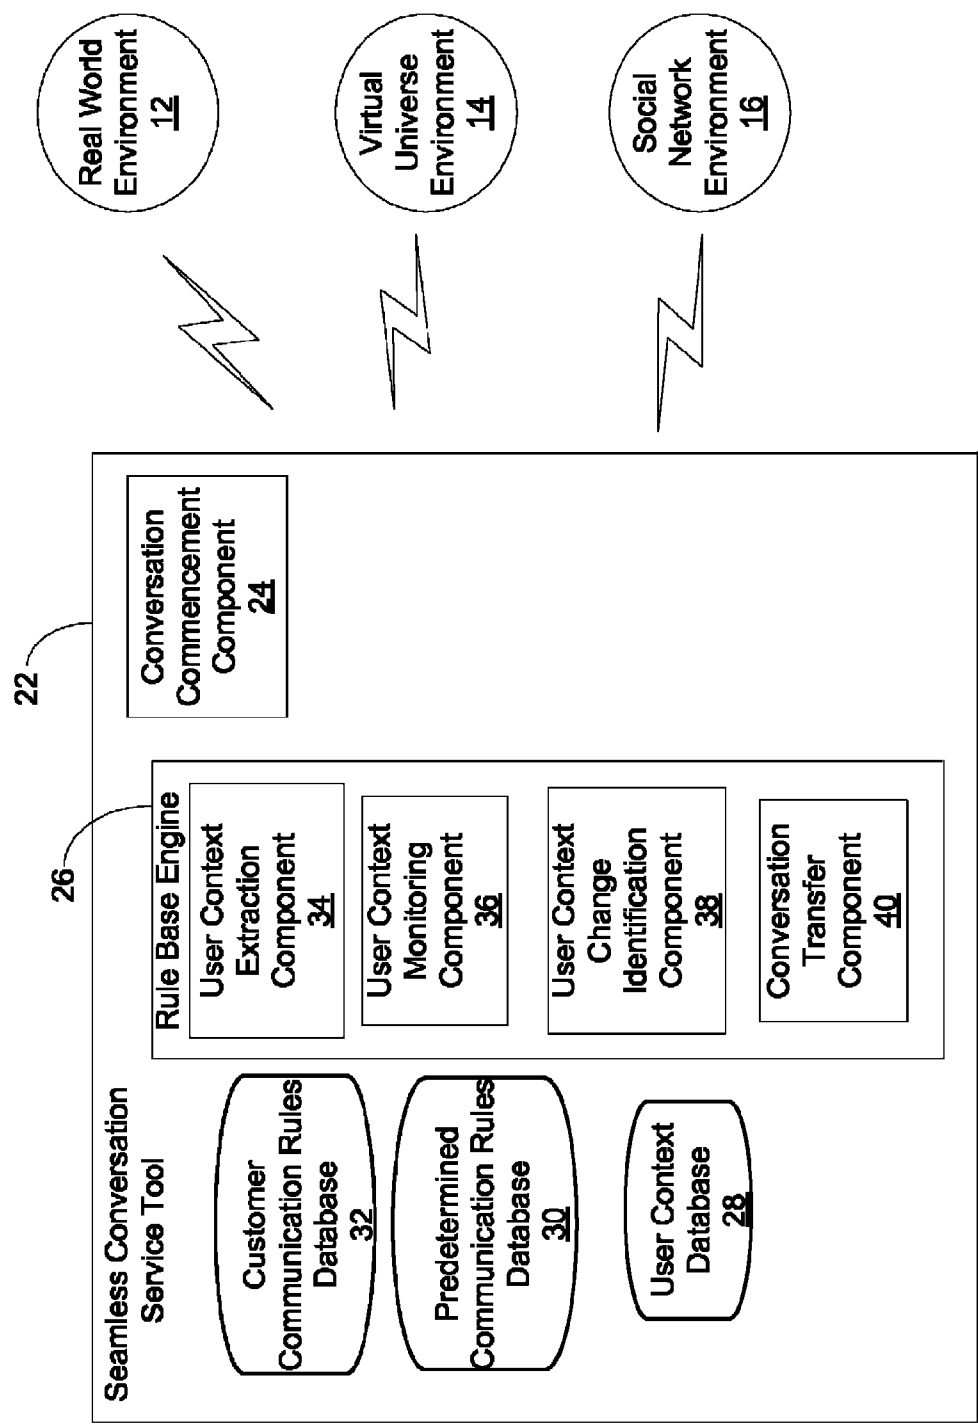 Seamless Conversation
Service Tool
22
Customer
Communication Rules
Database
32
Predetermined
Communication Rules
Database
30
User Context
Database
28
26
Rule Base Engine
User Context
Extraction
Component
34
User Context
Monitoring
Component
36
User Context
Change
Identification
Component
38
Conversation
Transfer
Component
40
Conversation
Commencement
Component
24
Real World
Environment
12
Virtual
Universe
Environment
14
Social
Network
Environment
16